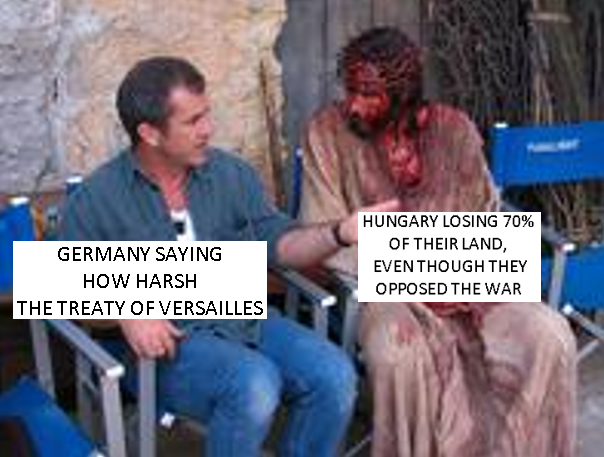 GERMANY SAYING
HOW HARSH
THE TREATY OF VERSAILLES
HUNGARY LOSING 70%
OF THEIR LAND,
EVEN THOUGH THEY
OPPOSED THE WAR